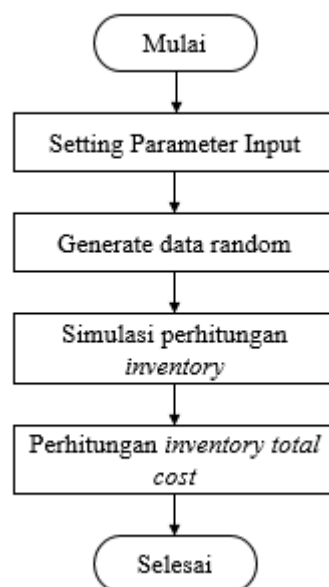 Mulai
Setting Parameter Input
Generate data random
Simulasi perhitungan
inventory
Perhitungan inventory total
cost
Selesai